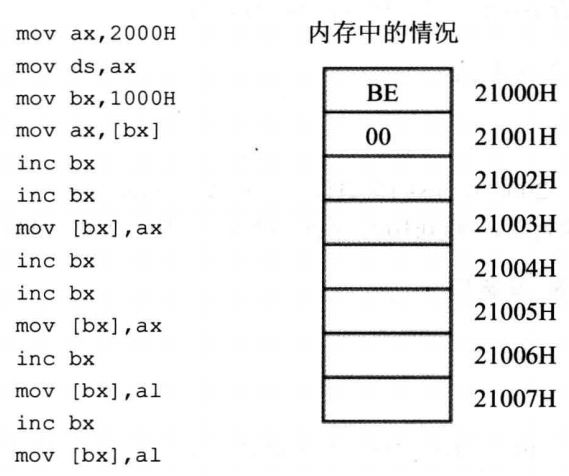 mov ax,2000H
mov ds,ax
mov bx,1000H
mov ax,[bx]
inc bx
inc bx
mov [bx],ax
inc bx
inc bx
mov [bx],ax
inc bx
mov [bx],al
inc bx
mov [bx],al
内存中的情况
BE 21000H
00 21001H
21002H
21003H
21004H
21005H
21006H
21007H